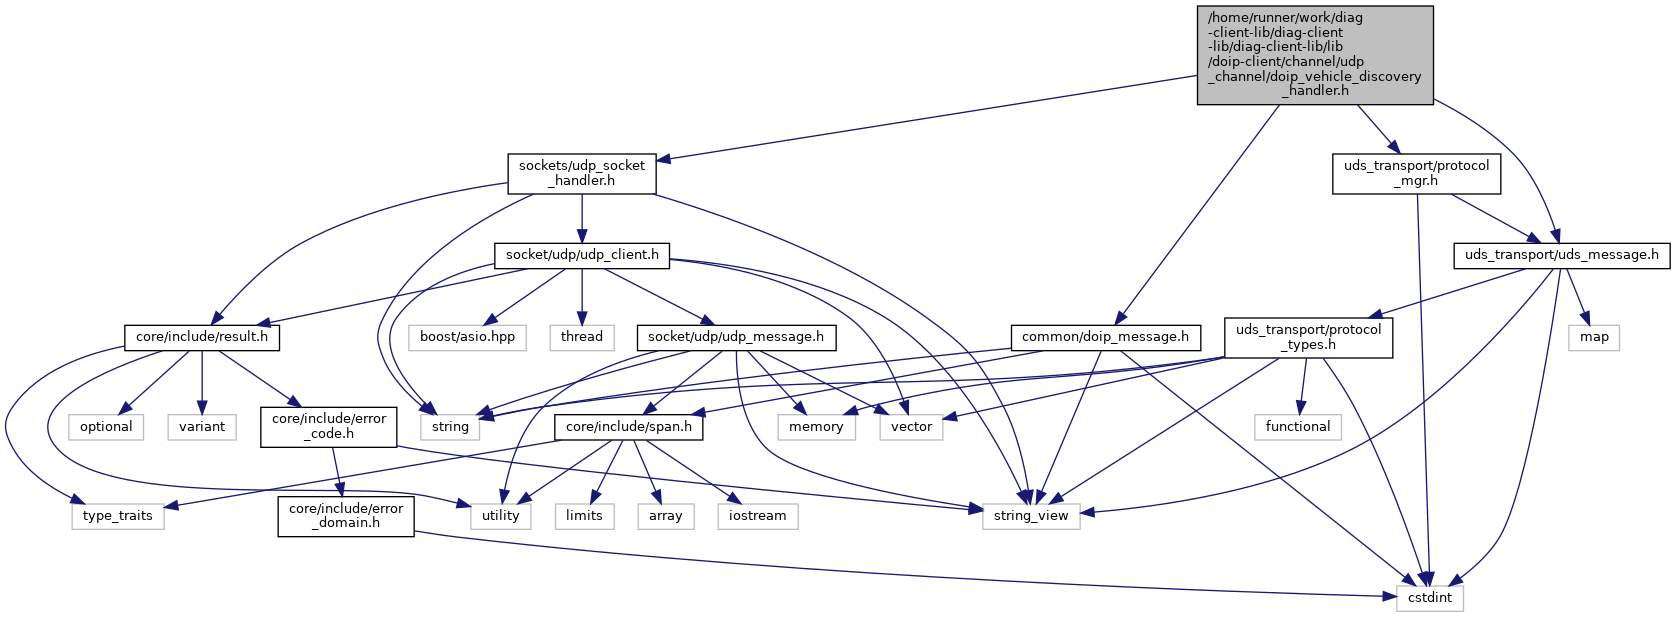 /home/runner/work/diag
-client-lib/diag-client
-lib/diag-client-lib/lib
/doip-client/channel/udp
_channel/doip_vehicle_discovery
_handler.h
sockets/udp_socket
_handler.h
uds_transport/protocol
_mgr.h
socket/udp/udp_client.h
uds_transport/uds_message.h
core/include/result.h
boost/asio.hpp
thread
socket/udp/udp_message.h
common/doip_message.h
uds_transport/protocol
_types.h
map
optional
variant
core/include/error
_code.h
string
core/include/span.h
memory
vector
functional
type_traits
core/include/error
_domain.h
utility
limits
array
iostream
string_view
cstdint